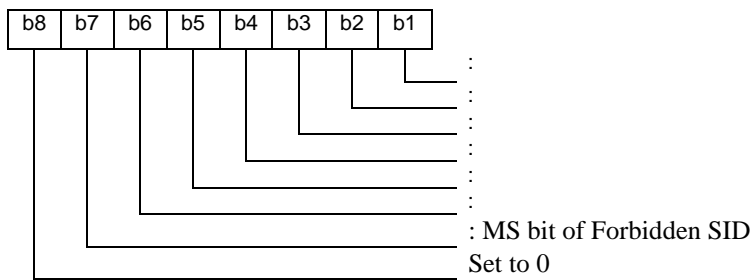 b8 b7 b6 b5 b4 b3 b2 b1
:
:
:
:
:
:
: MS bit of Forbidden SID
Set to 0